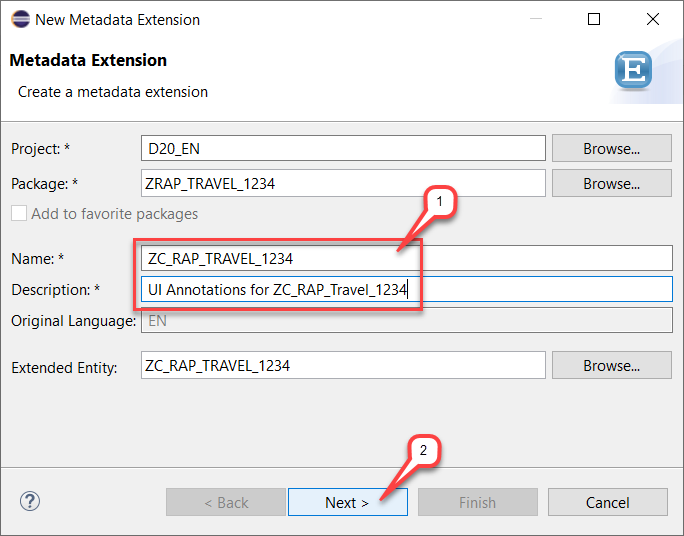 New Metadata Extension
Metadata Extension
Create a metadata extension
E
Project: * D20_EN Browse...
Package: * ZRAP_TRAVEL_1234 Browse...
Add to favorite packages
1
Name: * ZC_RAP_TRAVEL_1234
Description: * UI Annotations for ZC_RAP_Travel_1234
Original Language: EN
Extended Entity: ZC_RAP_TRAVEL_1234 Browse...
2
? < Back Next > Finish Cancel